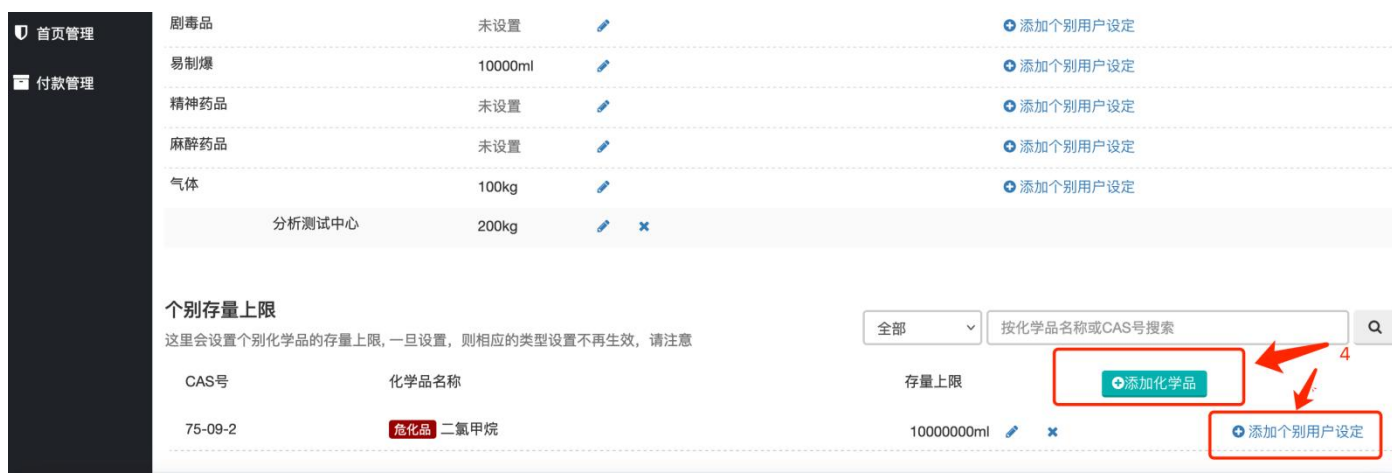 首页管理
付款管理
剧毒品 未设置 添加个别用户设定
易制爆 10000ml 添加个别用户设定
精神药品 未设置 添加个别用户设定
麻醉药品 未设置 添加个别用户设定
气体 100kg 添加个别用户设定
分析测试中心 200kg
个别存量上限
这里会设置个别化学品的存量上限, 一旦设置，则相应的类型设置不再生效，请注意
全部 按化学品名称或CAS号搜索
4
CAS号 化学品名称 存量上限 添加化学品
75-09-2 危化品 二氯甲烷 10000000ml 添加个别用户设定